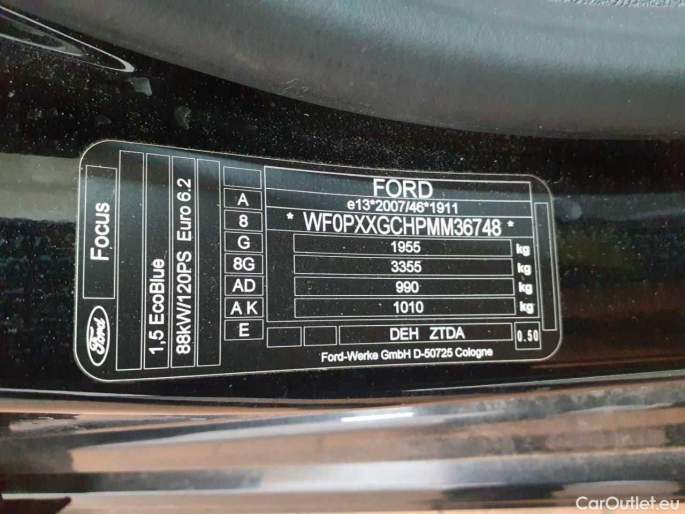 FORD
e13*2007/46*1911
* WF0PXXGCHPMM36748 *
1955 kg
3355 kg
990 kg
1010 kg
DEH ZTDA 0.50
Ford-Werke GmbH D-50725 Cologne
A
8
G
8G
AD
A K
E
88kW/120PS Euro 6.2
1,5 EcoBlue
Focus
Ford
CarOutlet.eu